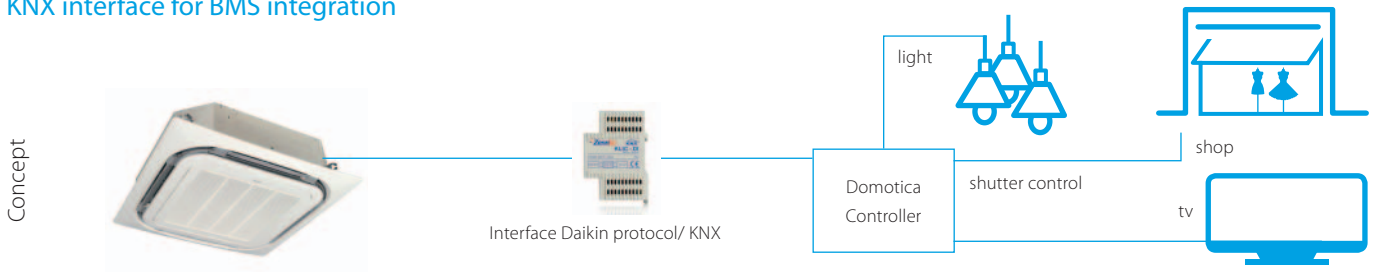 KNX interface for BMS integration
Concept
light
shop
Domotica
Controller
shutter control
tv
Interface Daikin protocol/ KNX